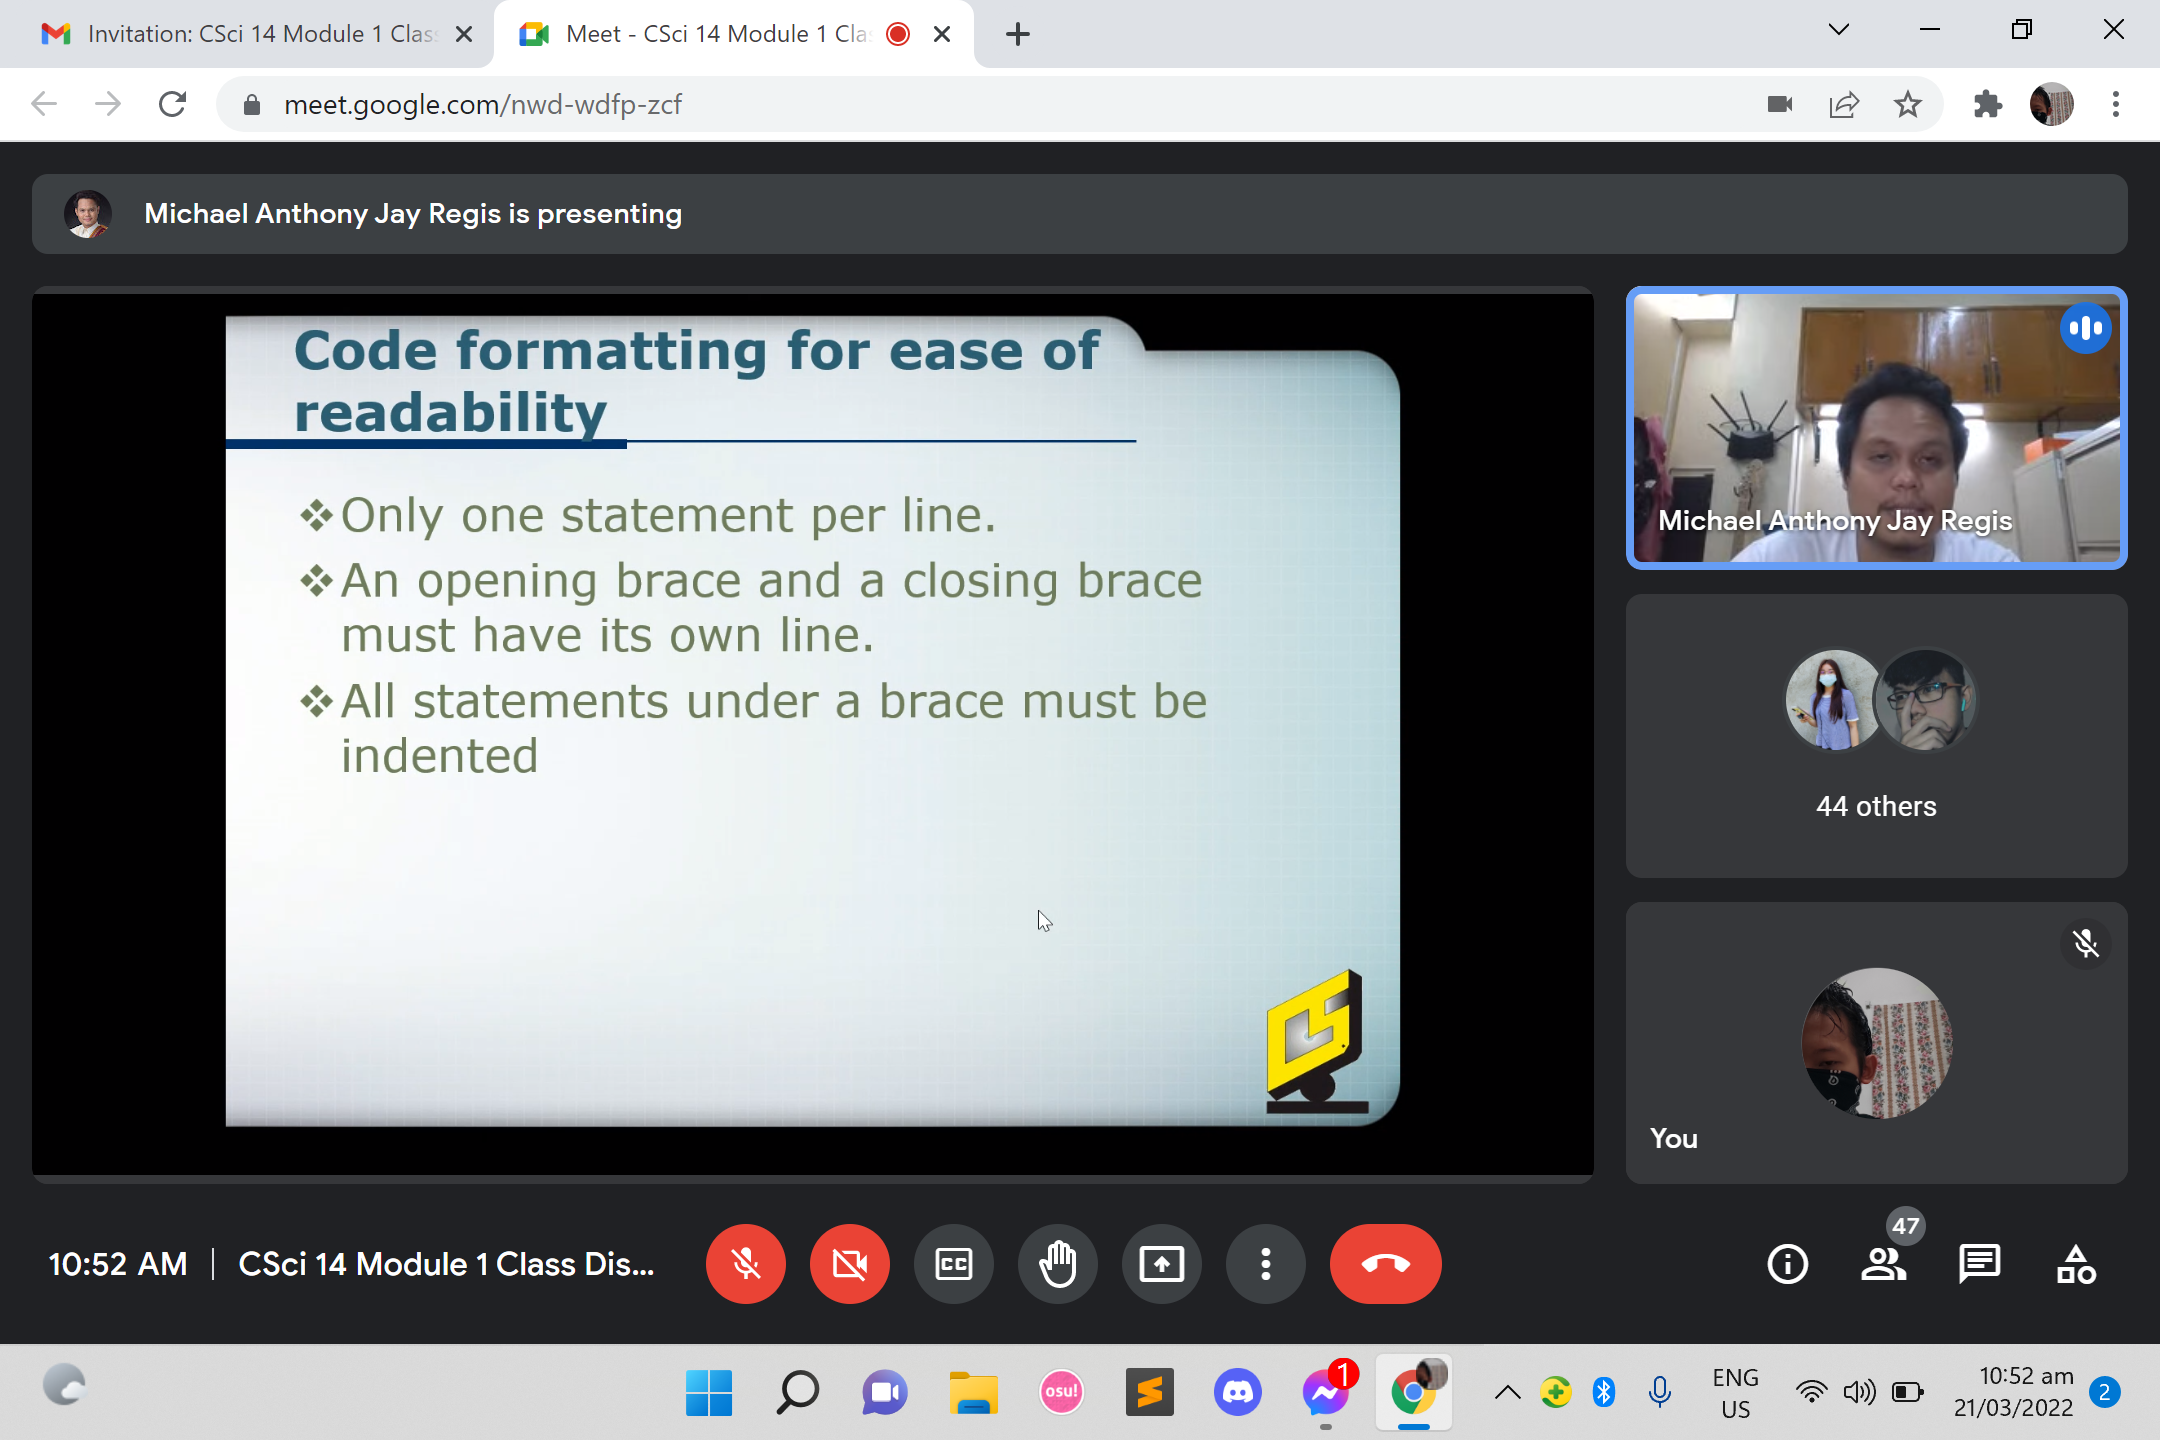 Invitation: CSci 14 Module 1 Clas
Meet - CSci 14 Module 1 Cla
meet.google.com/nwd-wdfp-zcf
Michael Anthony Jay Regis is presenting
Code formatting for ease of
readability
Only one statement per line.
An opening brace and a closing brace
must have its own line.
All statements under a brace must be
indented
Michael Anthony Jay Regis
44 others
You
10:52 AM | CSci 14 Module 1 Class Dis...
CC
47
osu!
1
ENG
US
10:52 am
21/03/2022
2